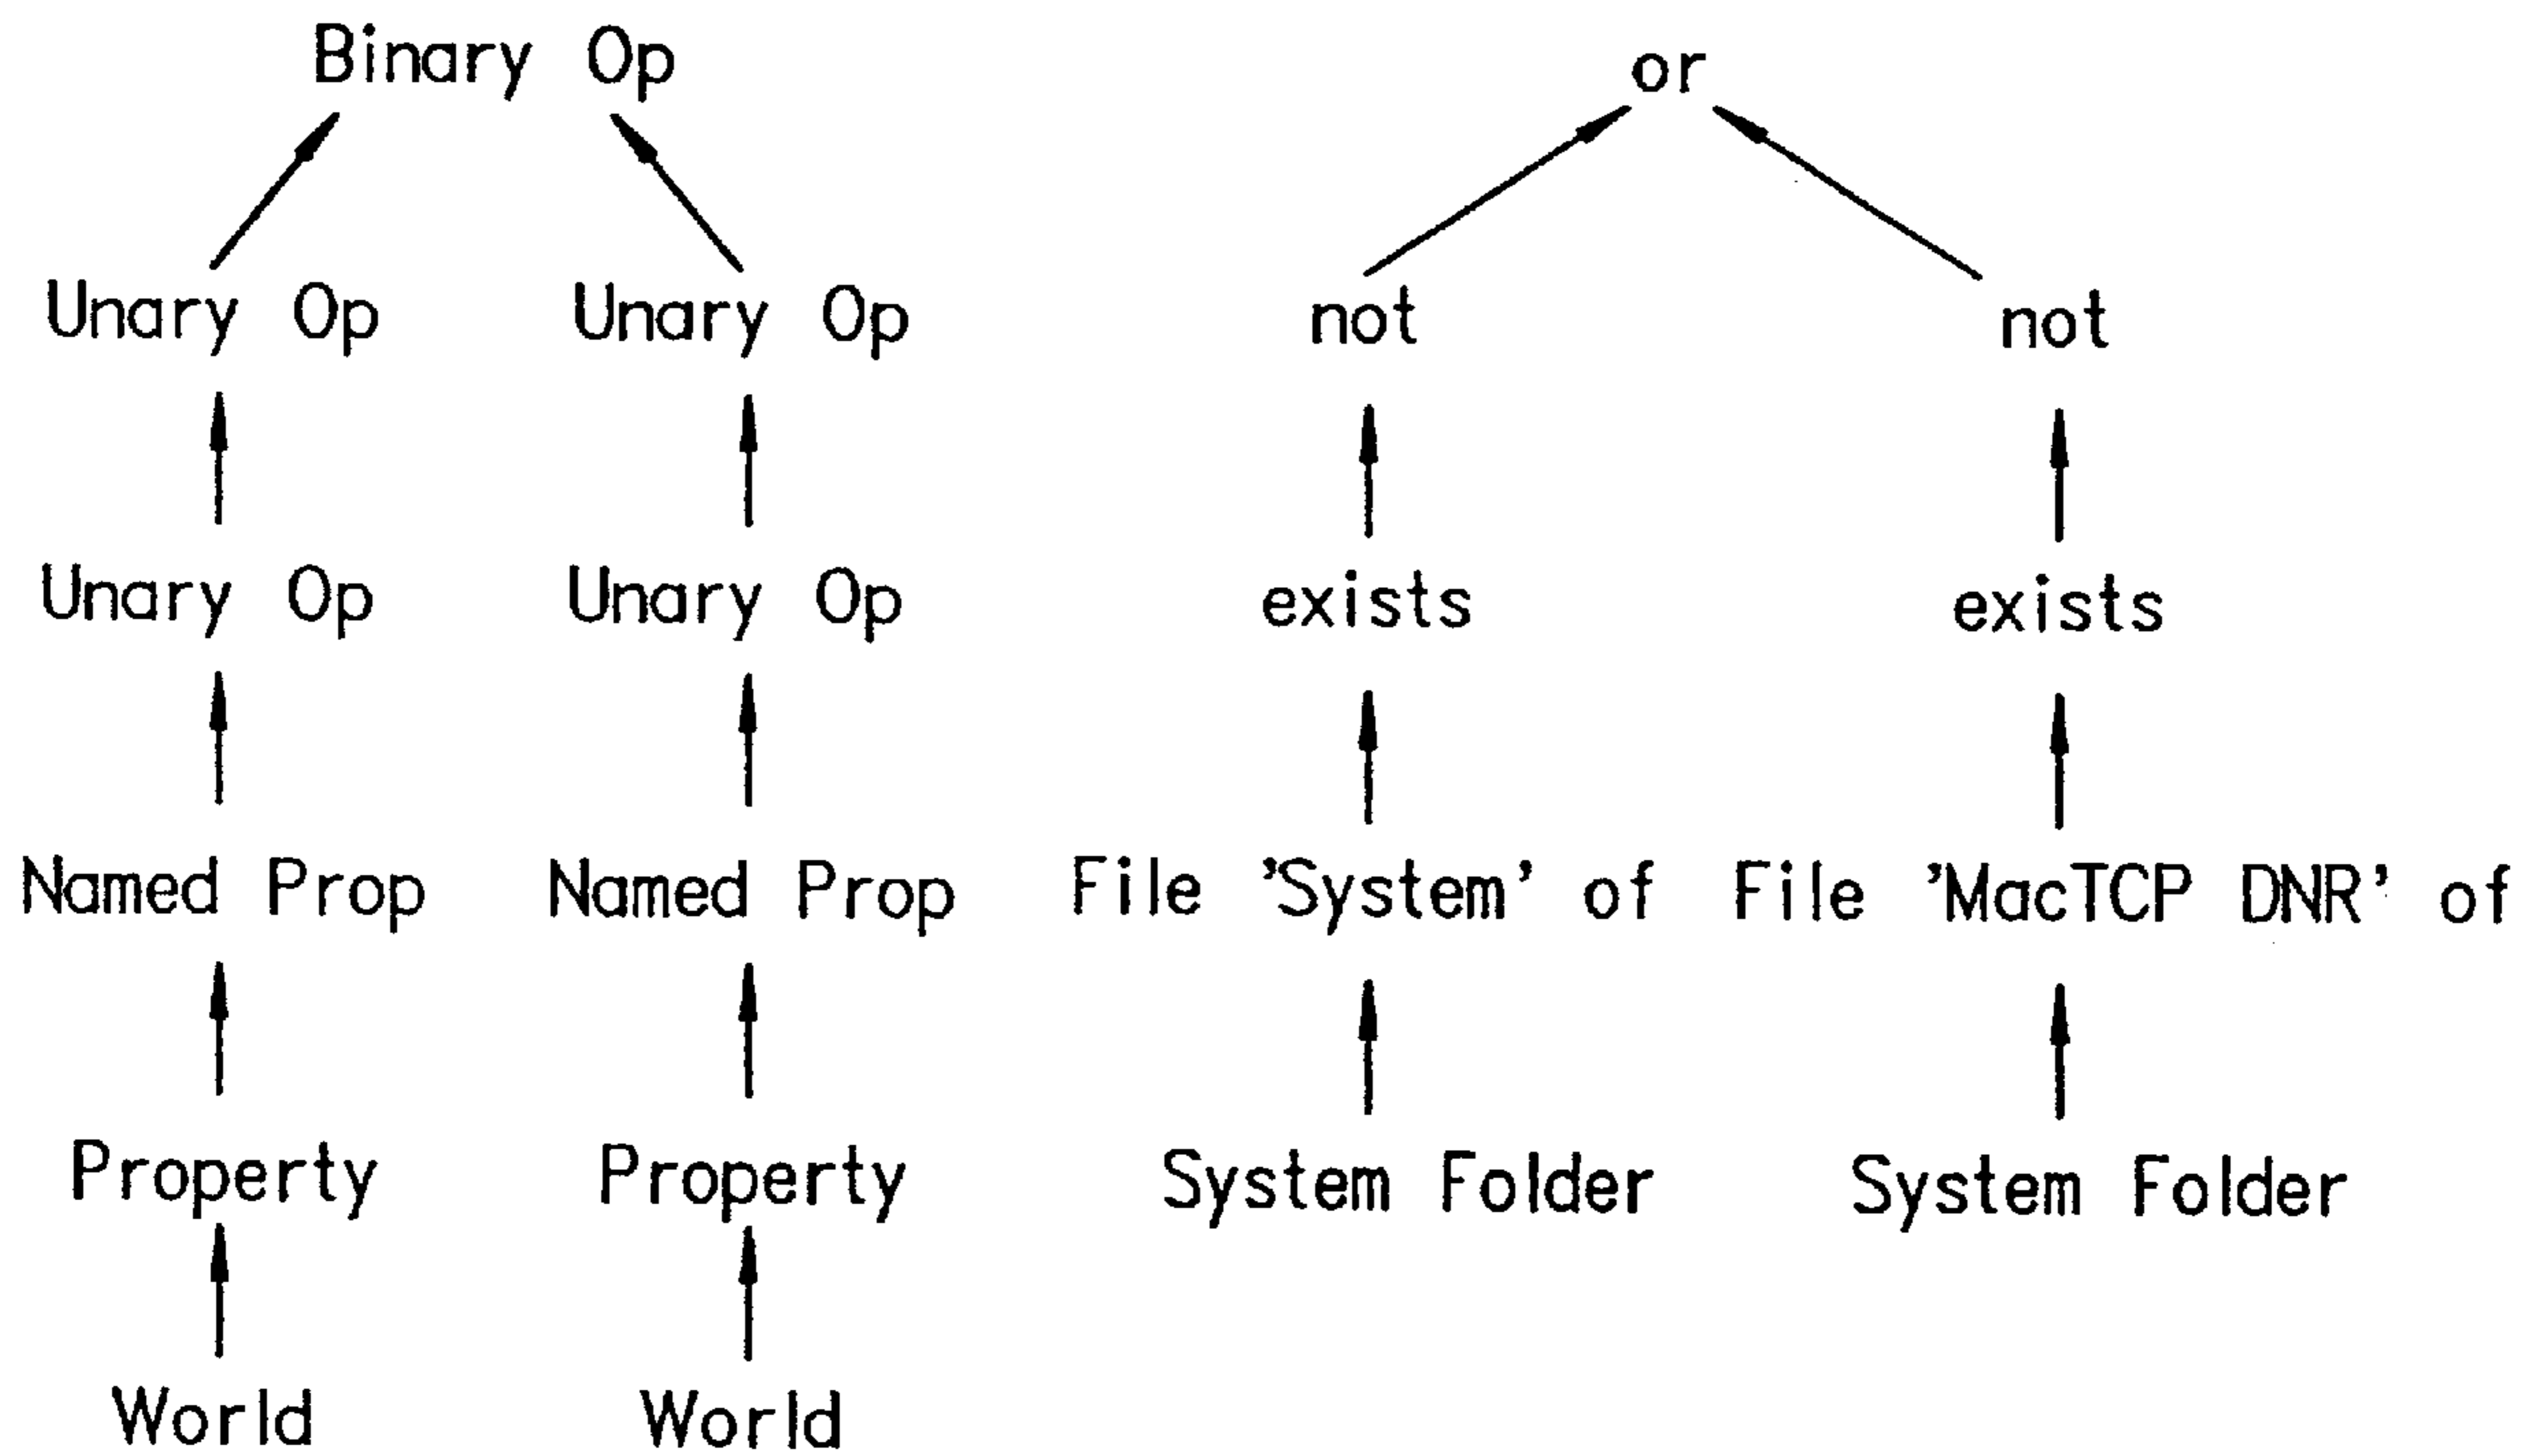 Binary Op or
Unary Op Unary Op not not
Unary Op Unary Op exists exists
Named Prop Named Prop File 'System' of File 'MacTCP DNR' of
Property Property System Folder System Folder
World World